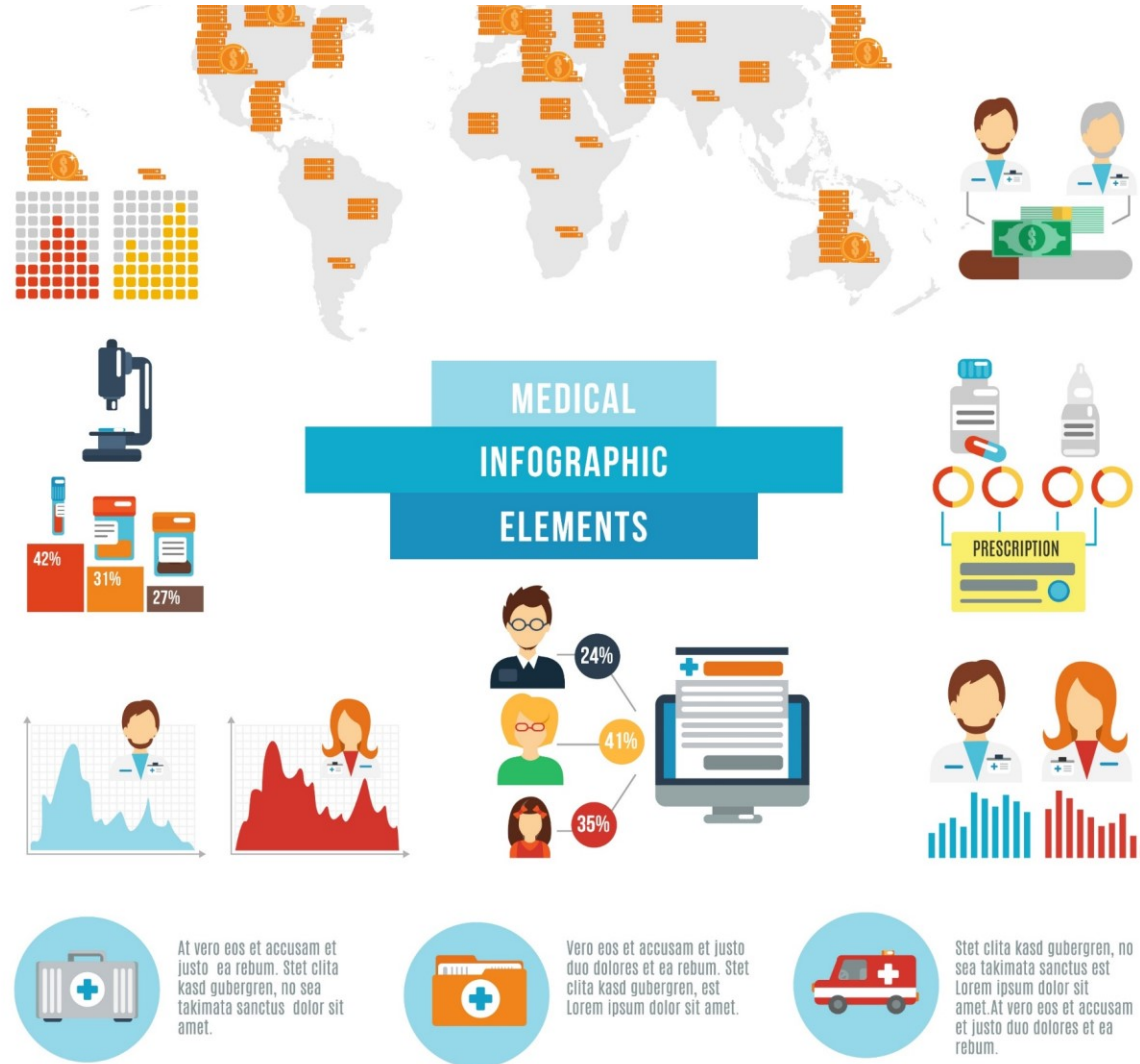 MEDICAL
INFOGRAPHIC
ELEMENTS
42%
31%
27%
PRESCRIPTION
24%
41%
35%
At vero eos et accusam et
justo ea rebum. Stet clita
kasd gubergren, no sea
takimata sanctus dolor sit
amet.
Vero eos et accusam et justo
duo dolores et ea rebum. Stet
clita kasd gubergren, est
Lorem ipsum dolor sit amet.
Stet clita kasd gubergren, no
sea takimata sanctus est
Lorem ipsum dolor sit
amet.At vero eos et accusam
et justo duo dolores et ea
rebum.